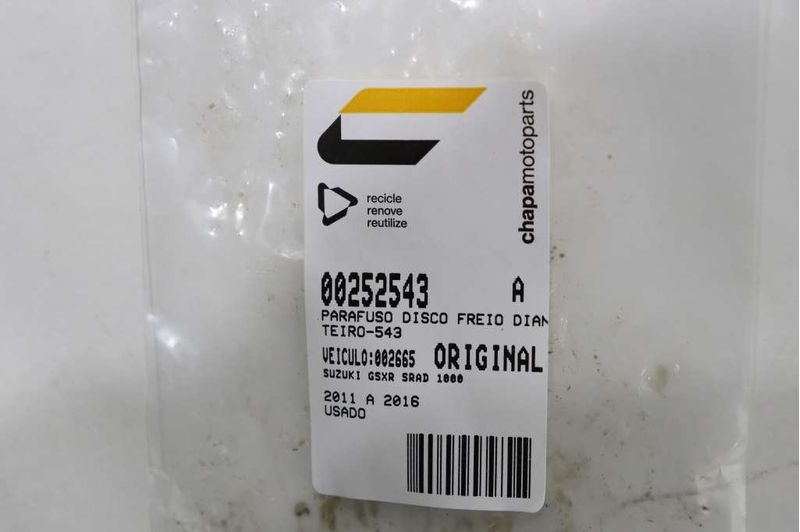 chapamotoparts
recicle
renove
reutilize
00252543 A
PARAFUSO DISCO FREIO DIAN
TEIRO-543
VEICULO:002665 ORIGINAL
SUZUKI GSXR SRAD 1000
2011 A 2016
USADO